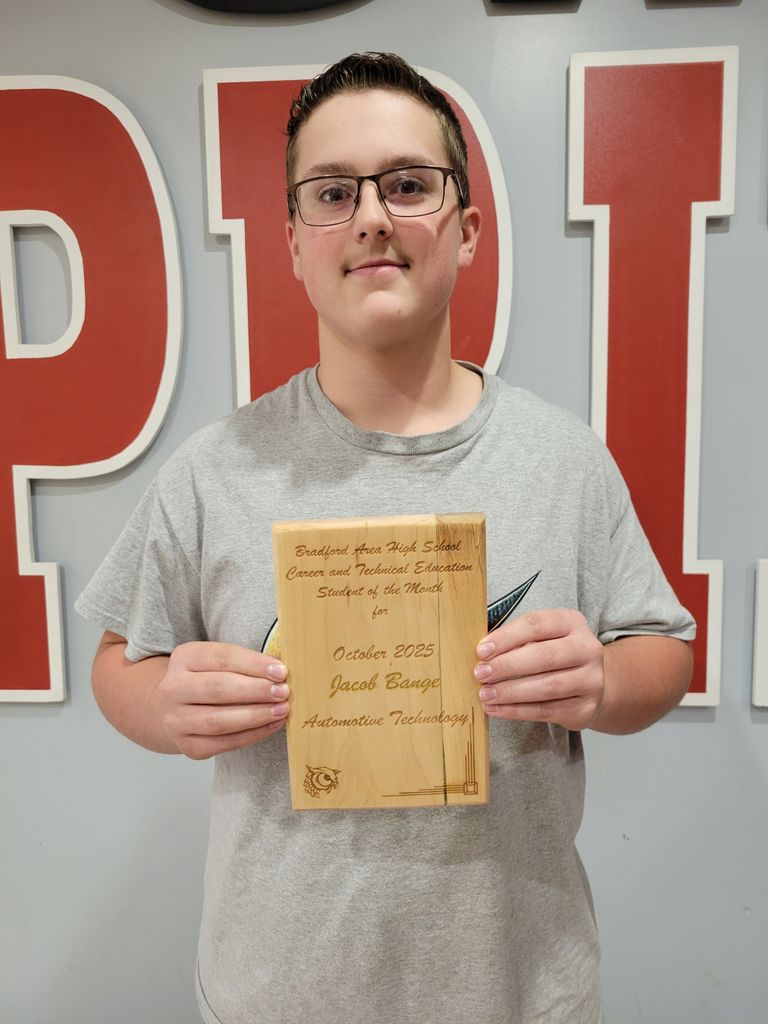 PPI
Bradford Area High School
Career and Technical Education
Student of the Month
for
October 2025
Jacob Bange
Automotive Technology